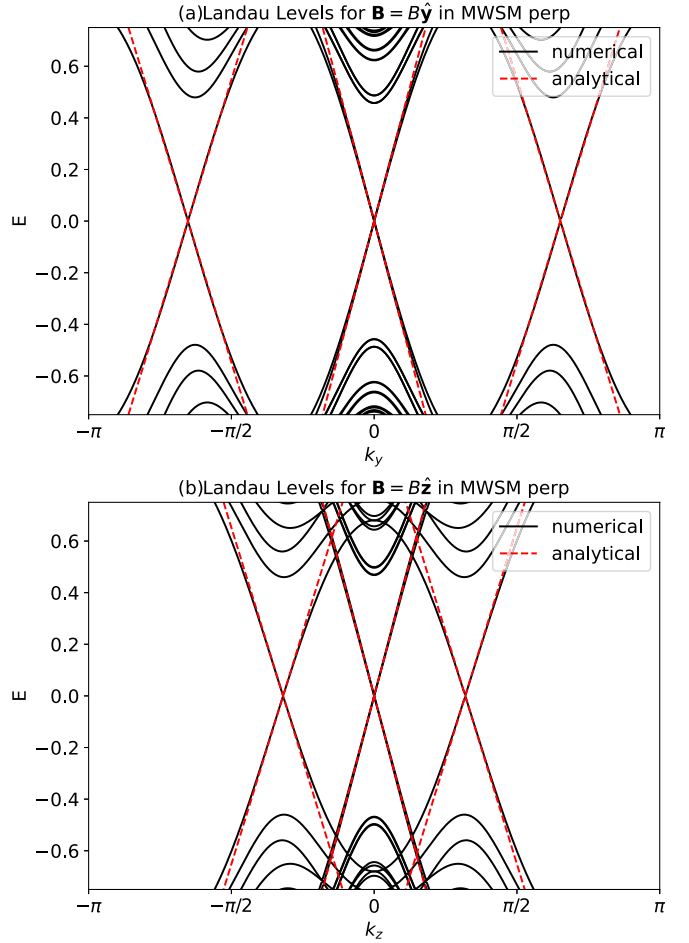 (a)Landau Levels for B = Bŷ in MWSM perp
numerical
analytical
0.6
0.4
0.2
0.0
−0.2
−0.4
−0.6
E
−π
−π/2
0
π/2
π
k_y
(b)Landau Levels for B = Bẑ in MWSM perp
numerical
analytical
0.6
0.4
0.2
0.0
−0.2
−0.4
−0.6
E
−π
−π/2
0
π/2
π
k_z